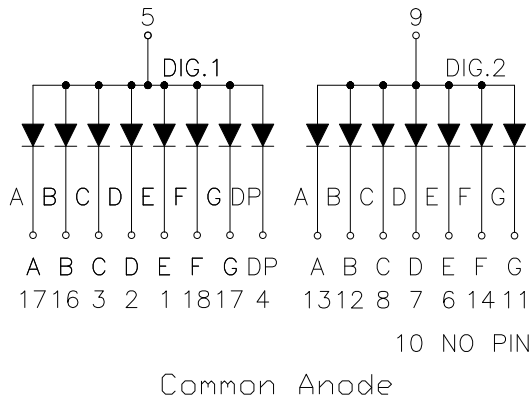 5 9
DIG.1 DIG.2
A B C D E F G DP A B C D E F G
A B C D E F G DP A B C D E F G
17 16 3 2 1 18 17 4 13 12 8 7 6 14 11
10 NO PIN
Common Anode